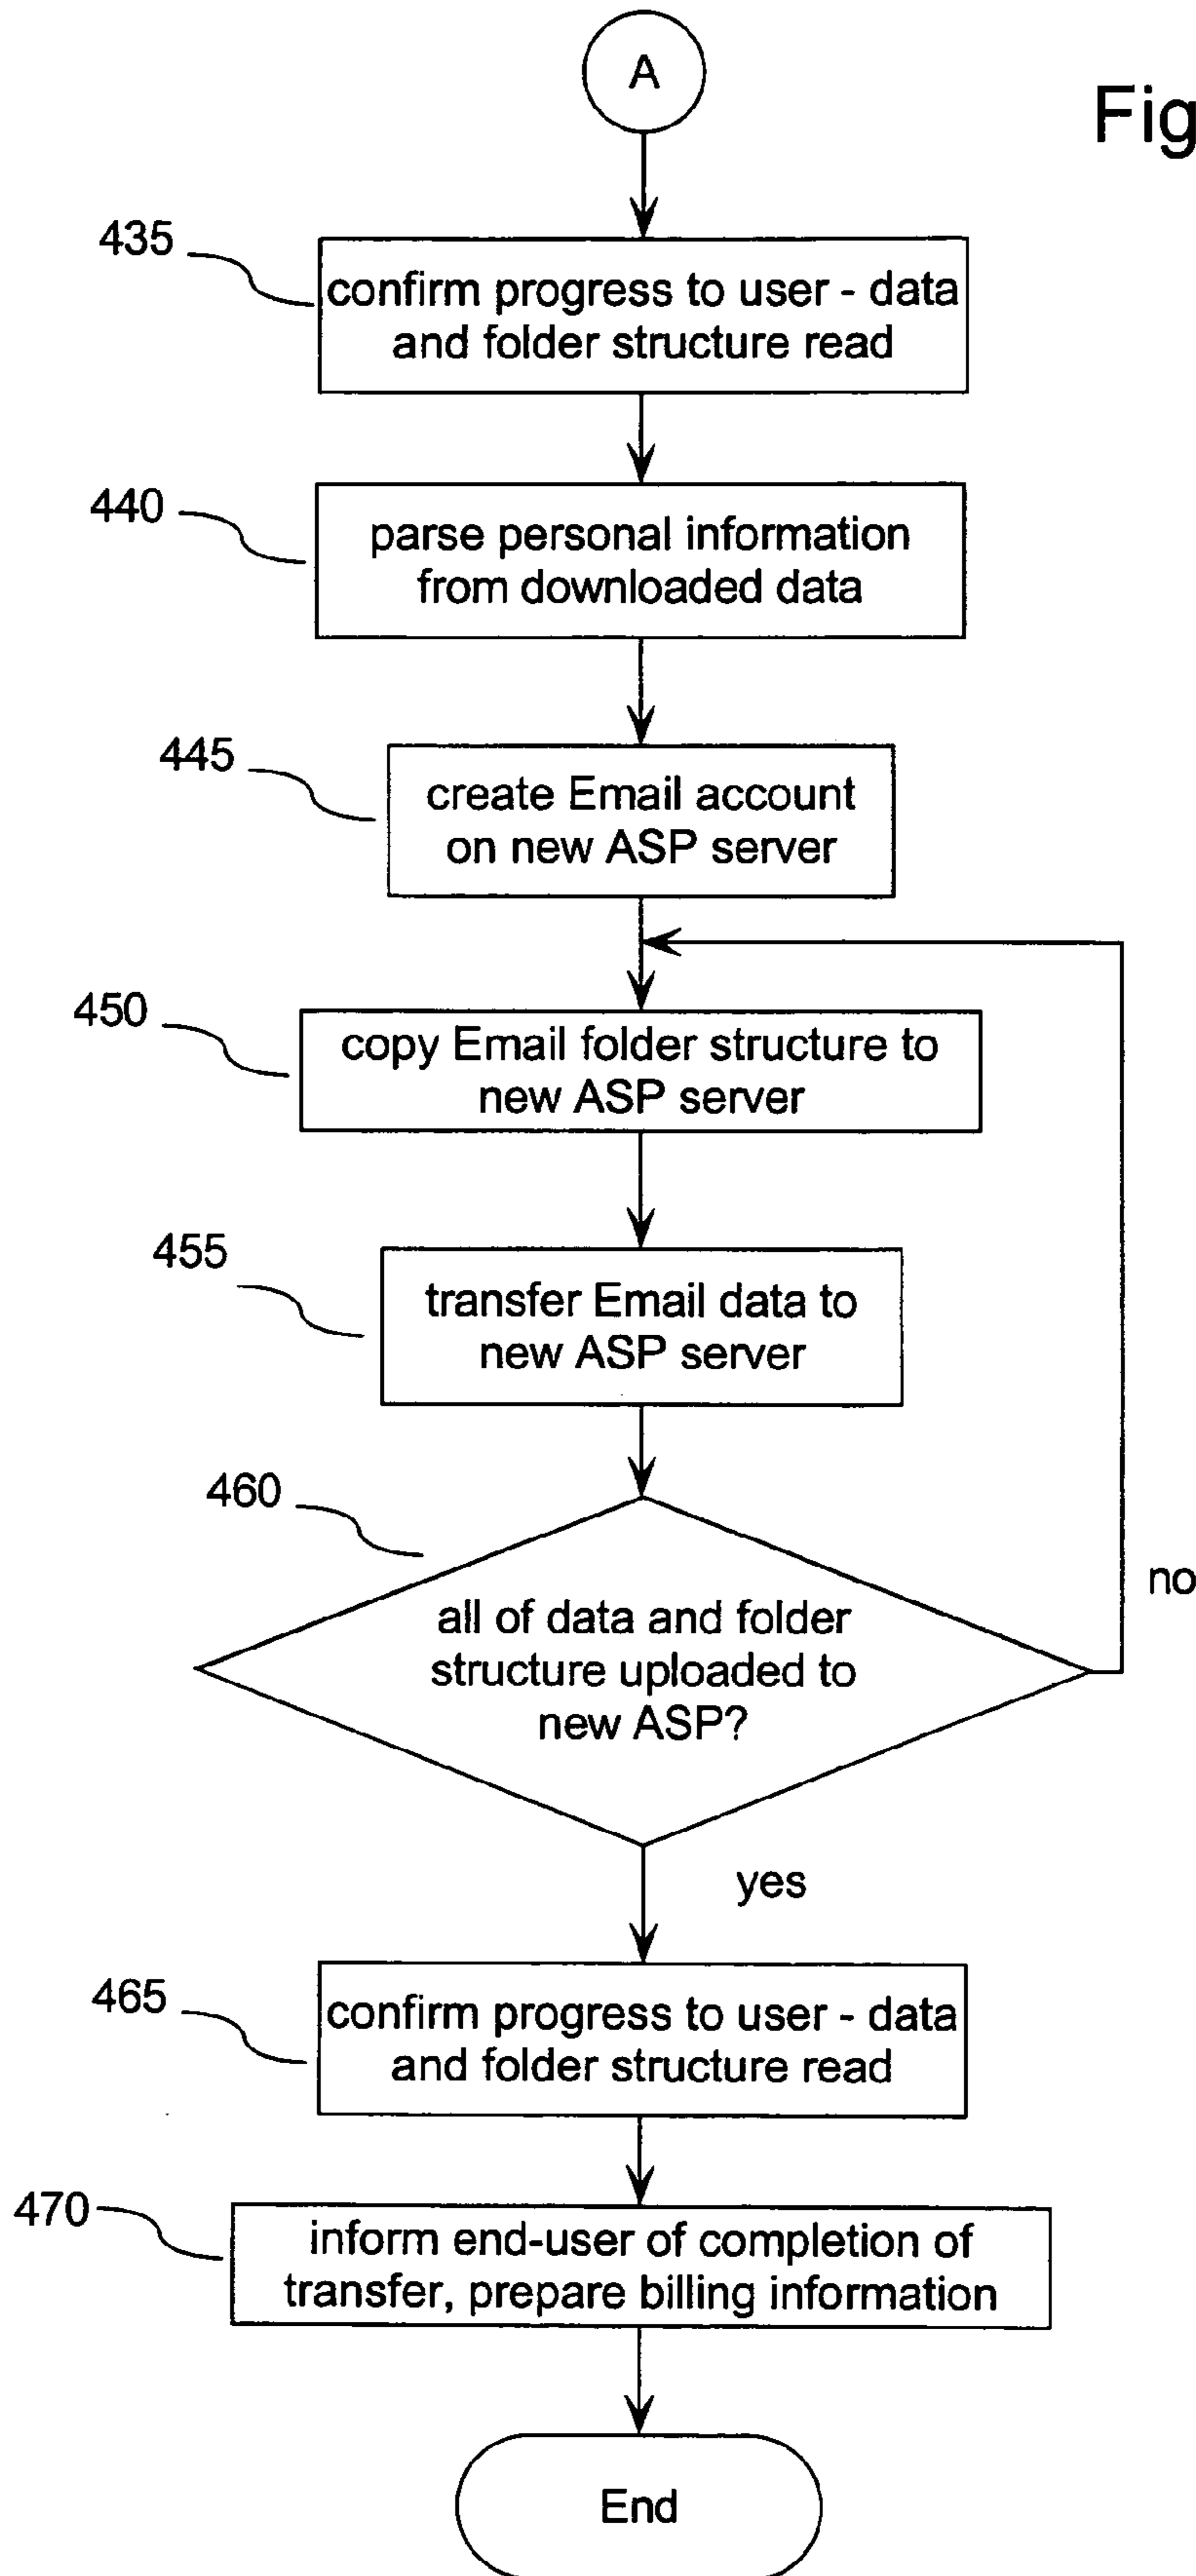 A
Fig
435
confirm progress to user - data
and folder structure read
440
parse personal information
from downloaded data
445
create Email account
on new ASP server
450
copy Email folder structure to
new ASP server
455
transfer Email data to
new ASP server
460
all of data and folder
structure uploaded to
new ASP?
no
yes
465
confirm progress to user - data
and folder structure read
470
inform end-user of completion of
transfer, prepare billing information
End